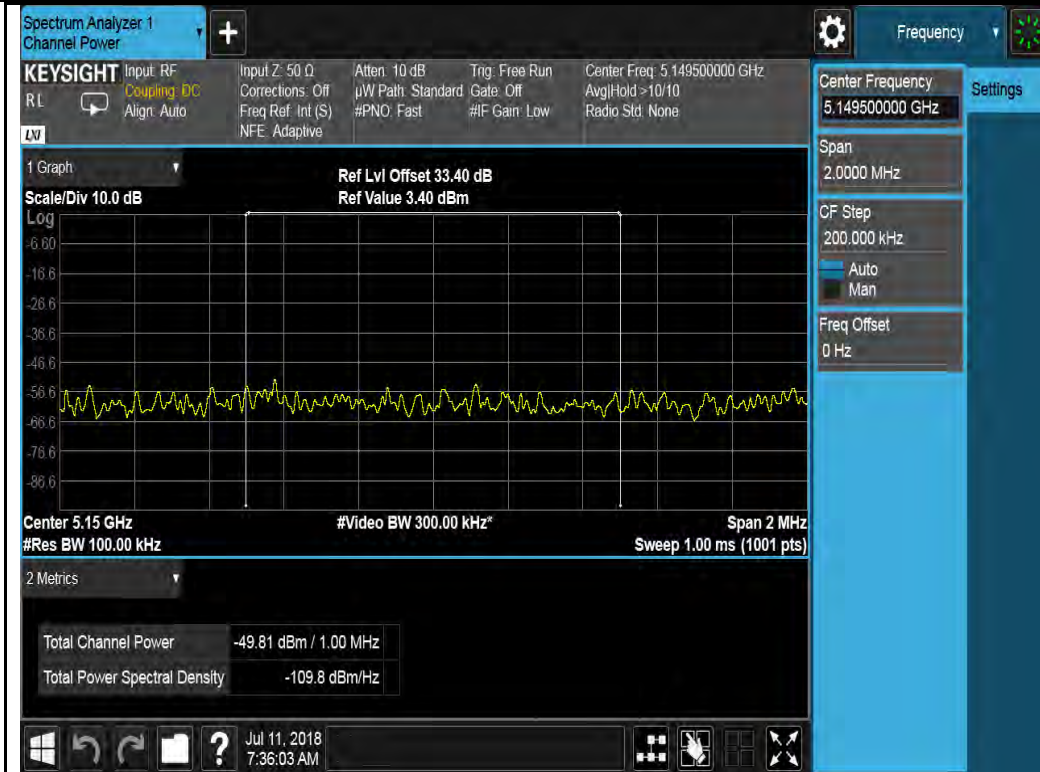 Spectrum Analyzer 1
Channel Power
+
Frequency
KEYSIGHT
R L
LXI
Input: RF
Coupling: DC
Align: Auto
Input Z: 50 Ω
Corrections: Off
Freq Ref: Int (S)
NFE: Adaptive
Atten: 10 dB
µW Path: Standard
#PNO: Fast
Trig: Free Run
Gate: Off
#IF Gain: Low
Center Freq: 5.149500000 GHz
Avg|Hold >10/10
Radio Std: None
Center Frequency
5.149500000 GHz
Settings
Span
2.0000 MHz
CF Step
200.000 kHz
Auto
Man
Freq Offset
0 Hz
1 Graph
Scale/Div 10.0 dB
Ref Lvl Offset 33.40 dB
Ref Value 3.40 dBm
Log
-6.60
-16.6
-26.6
-36.6
-46.6
-56.6
-66.6
-76.6
-86.6
Center 5.15 GHz
#Res BW 100.00 kHz
#Video BW 300.00 kHz*
Span 2 MHz
Sweep 1.00 ms (1001 pts)
2 Metrics
Total Channel Power -49.81 dBm / 1.00 MHz
Total Power Spectral Density -109.8 dBm/Hz
?
Jul 11, 2018
7:36:03 AM